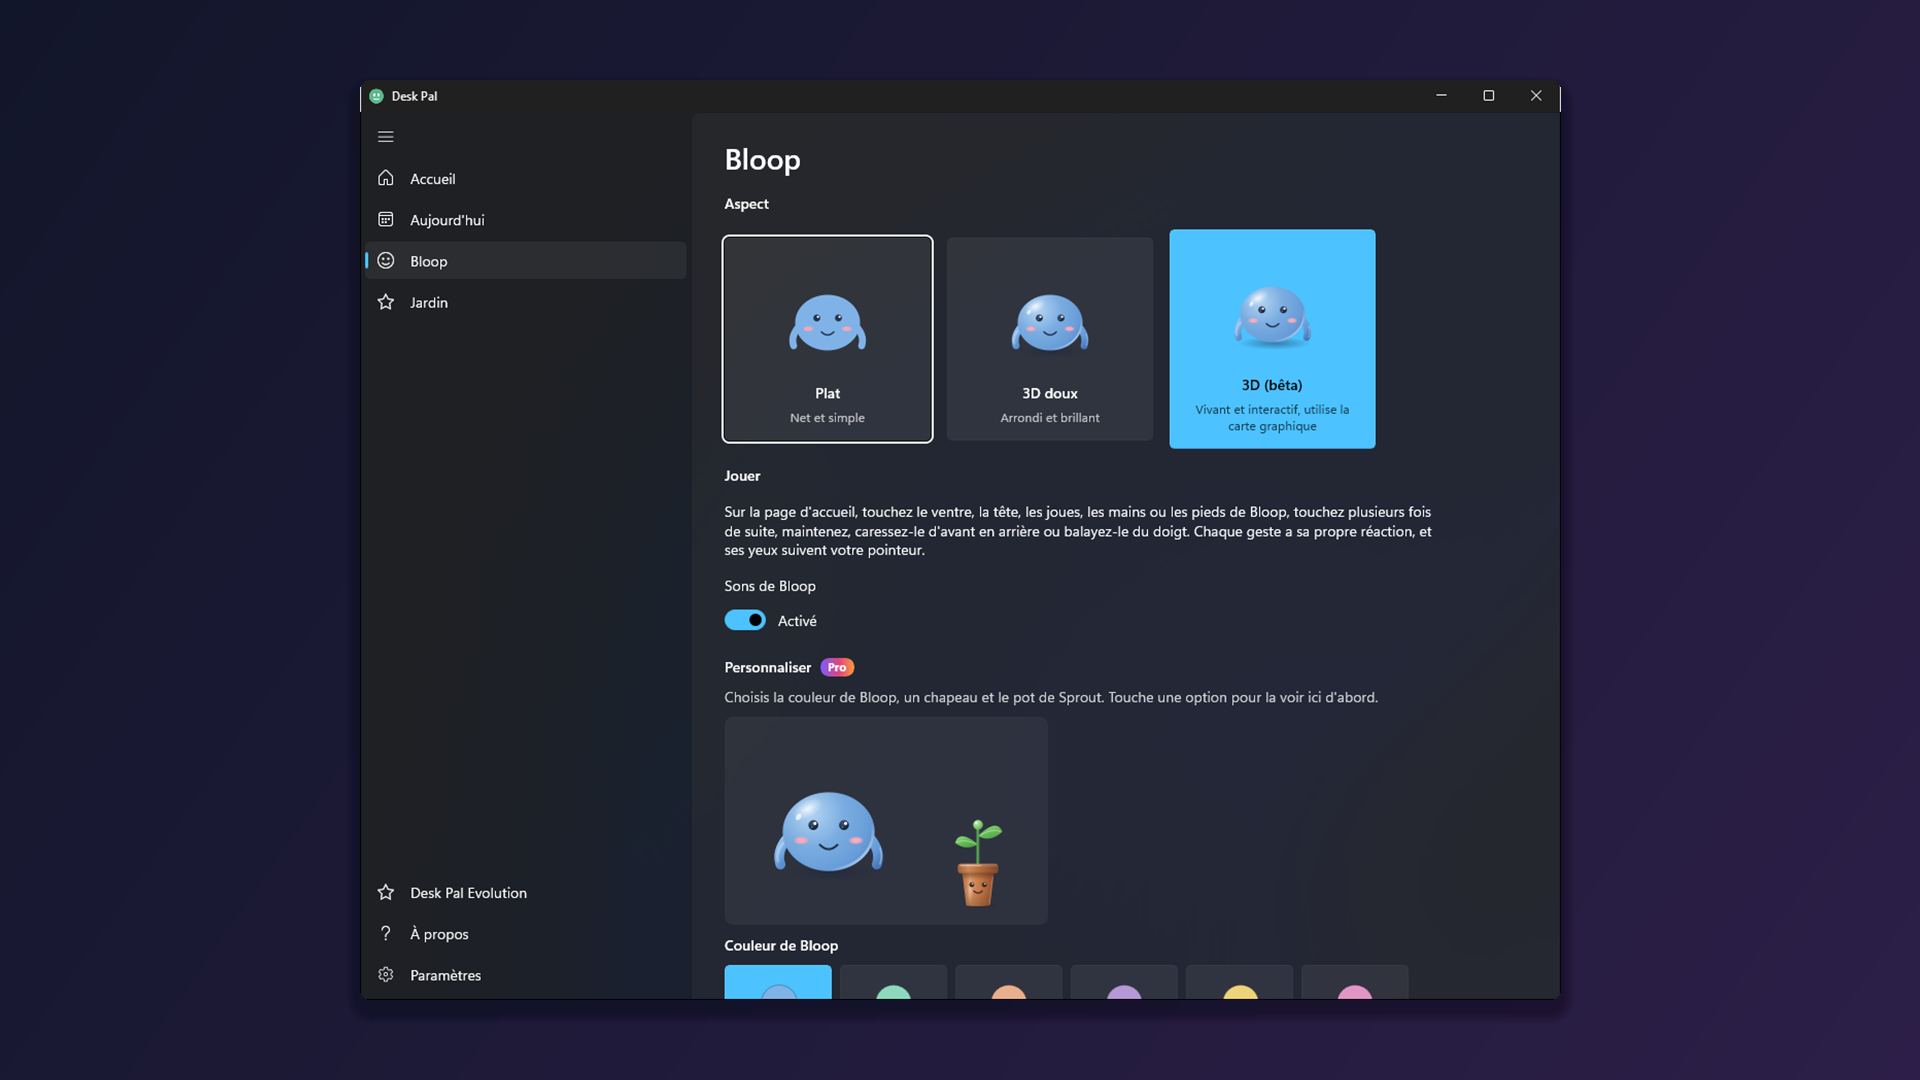 Desk Pal
Accueil
Aujourd'hui
Bloop
Jardin
Desk Pal Evolution
À propos
Paramètres
Bloop
Aspect
Plat
Net et simple
3D doux
Arrondi et brillant
3D (bêta)
Vivant et interactif, utilise la
carte graphique
Jouer
Sur la page d'accueil, touchez le ventre, la tête, les joues, les mains ou les pieds de Bloop, touchez plusieurs fois
de suite, maintenez, caressez-le d'avant en arrière ou balayez-le du doigt. Chaque geste a sa propre réaction, et
ses yeux suivent votre pointeur.
Sons de Bloop
Activé
Personnaliser Pro
Choisis la couleur de Bloop, un chapeau et le pot de Sprout. Touche une option pour la voir ici d'abord.
Couleur de Bloop